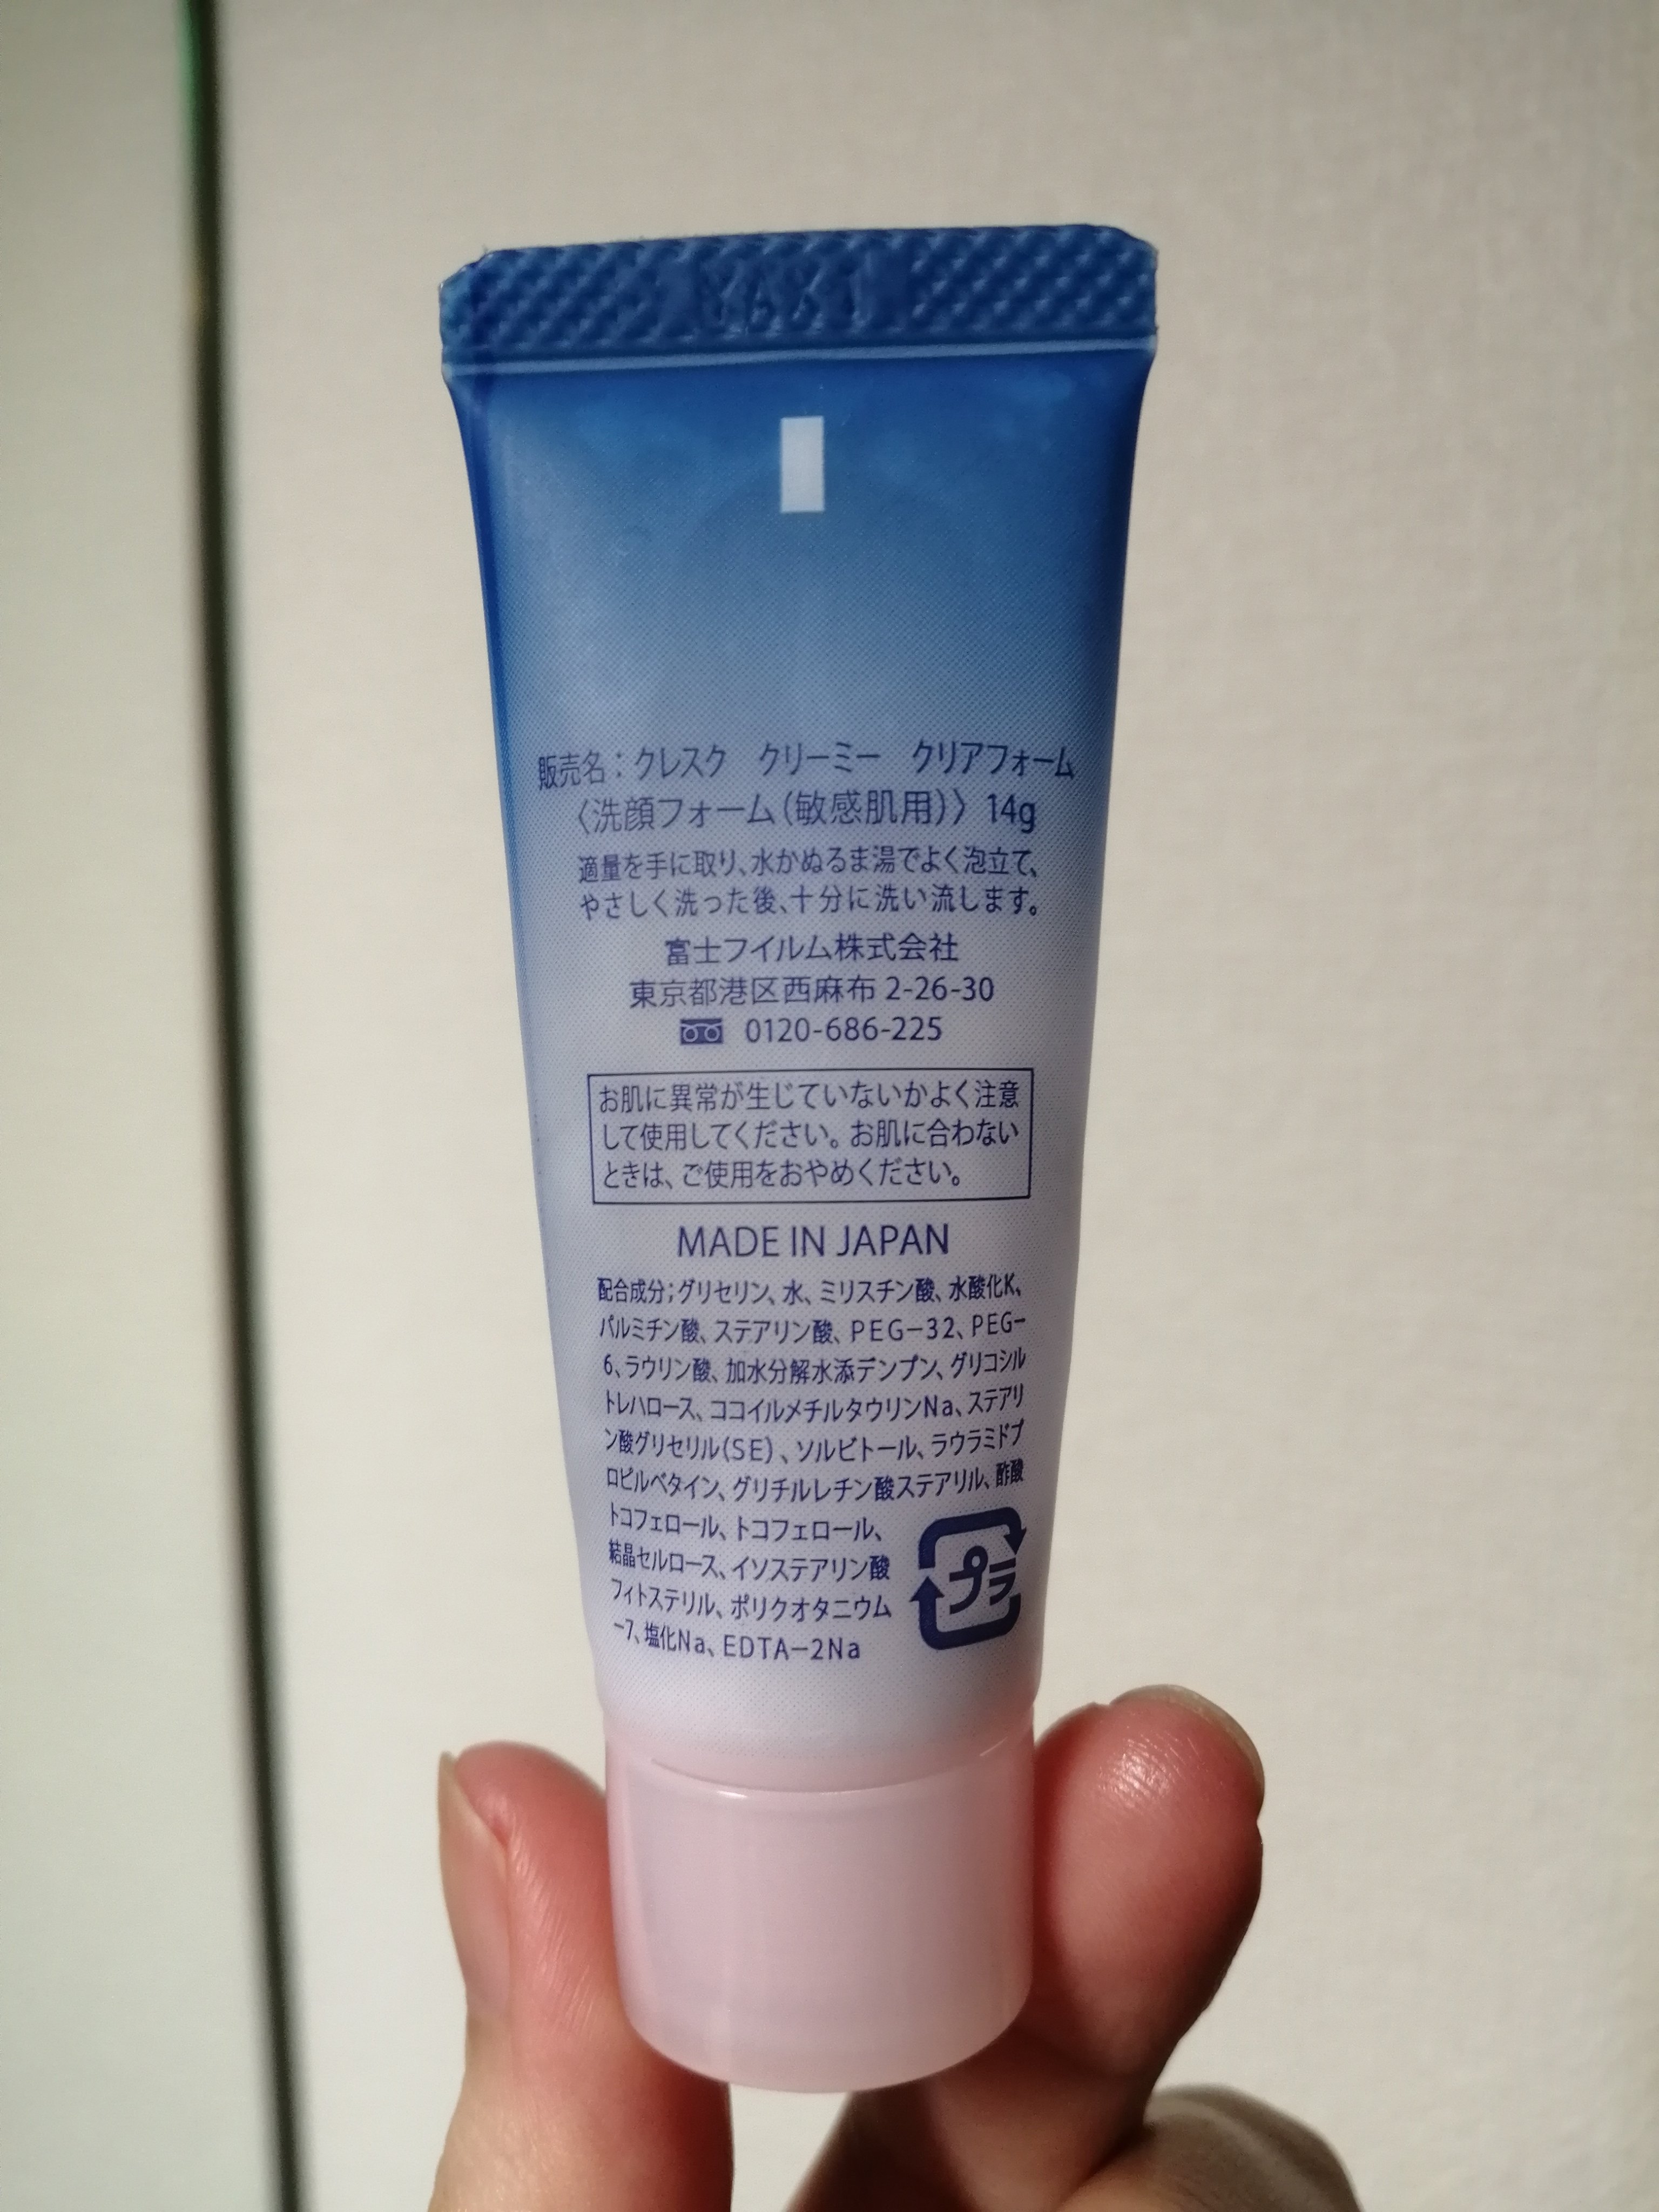 販売名：クレスク　クリーミー　クリアフォーム
〈洗顔フォーム（敏感肌用）〉 14g
適量を手に取り、水かぬるま湯でよく泡立て、
やさしく洗った後、十分に洗い流します。
富士フイルム株式会社
東京都港区西麻布 2-26-30
0120-686-225
お肌に異常が生じていないかよく注意
して使用してください。お肌に合わない
ときは、ご使用をおやめください。
MADE IN JAPAN
配合成分；グリセリン、水、ミリスチン酸、水酸化K、
パルミチン酸、ステアリン酸、PEG−32、PEG−
6、ラウリン酸、加水分解水添デンプン、グリコシル
トレハロース、ココイルメチルタウリンNa、ステアリ
ン酸グリセリル(SE)、ソルビトール、ラウラミドプ
ロピルベタイン、グリチルレチン酸ステアリル、酢酸
トコフェロール、トコフェロール、
結晶セルロース、イソステアリン酸
フィトステリル、ポリクオタニウム
−7、塩化Na、EDTA−2Na
プラ